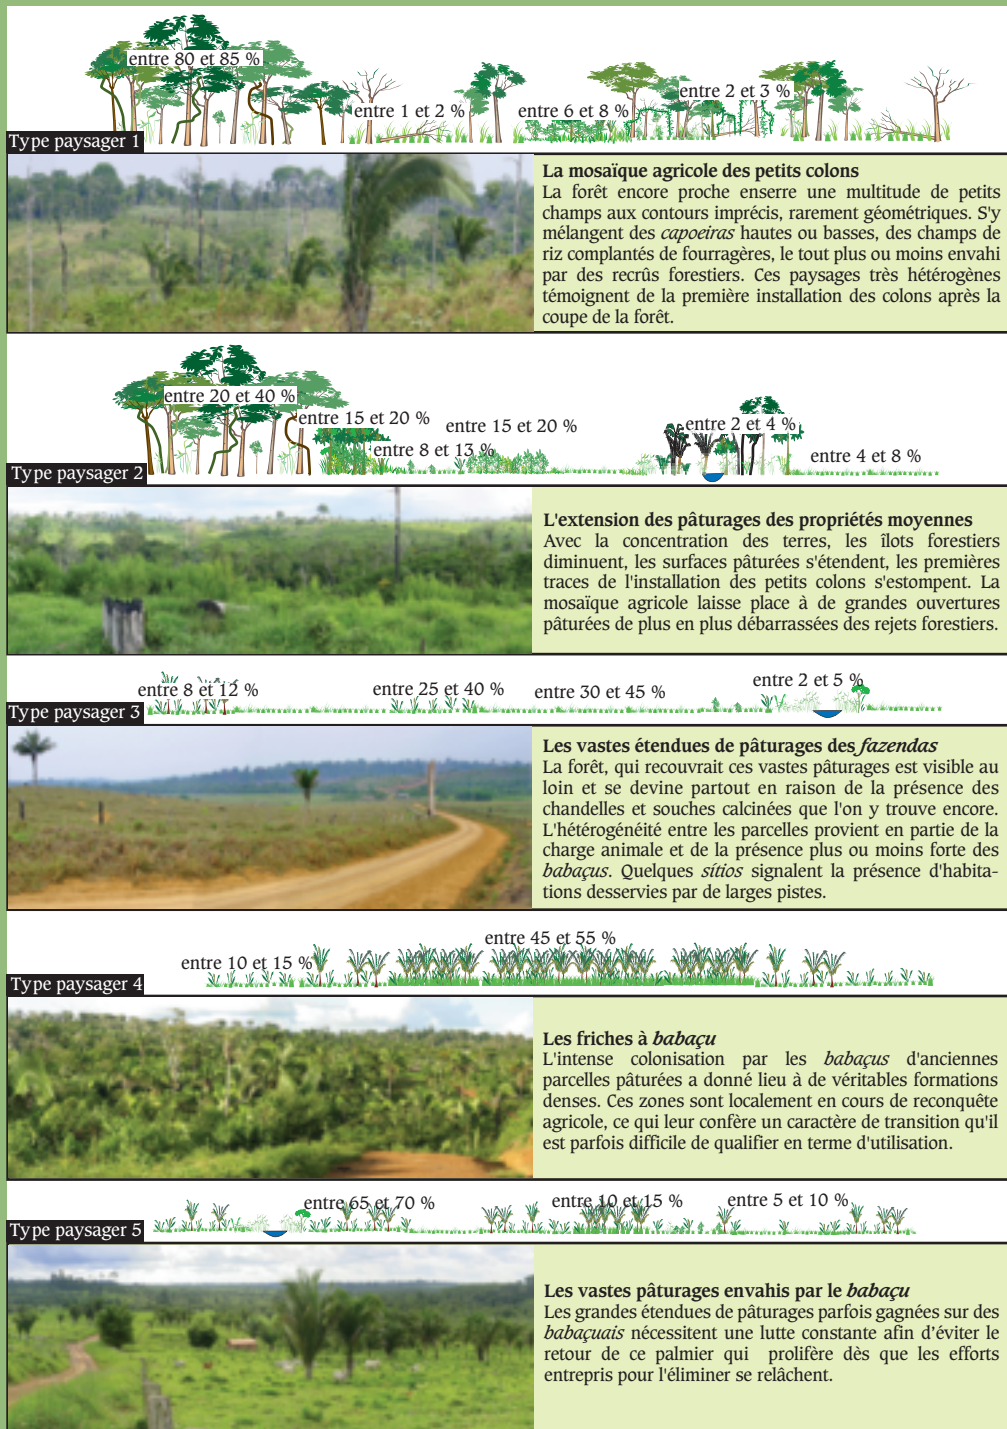 entre 80 et 85 %
entre 1 et 2 %
entre 6 et 8 %
entre 2 et 3 %
Type paysager 1
La mosaïque agricole des petits colons
La forêt encore proche enserre une multitude de petits
champs aux contours imprécis, rarement géométriques. S'y
mélangent des capoeiras hautes ou basses, des champs de
riz complantés de fourragères, le tout plus ou moins envahi
par des recrûs forestiers. Ces paysages très hétérogènes
témoignent de la première installation des colons après la
coupe de la forêt.
entre 20 et 40 %
entre 15 et 20 %
entre 8 et 13 %
entre 15 et 20 %
entre 2 et 4 %
entre 4 et 8 %
Type paysager 2
L'extension des pâturages des propriétés moyennes
Avec la concentration des terres, les îlots forestiers
diminuent, les surfaces pâturées s'étendent, les premières
traces de l'installation des petits colons s'estompent. La
mosaïque agricole laisse place à de grandes ouvertures
pâturées de plus en plus débarrassées des rejets forestiers.
entre 8 et 12 %
entre 25 et 40 %
entre 30 et 45 %
entre 2 et 5 %
Type paysager 3
Les vastes étendues de pâturages des fazendas
La forêt, qui recouvrait ces vastes pâturages est visible au
loin et se devine partout en raison de la présence des
chandelles et souches calcinées que l'on y trouve encore.
L'hétérogénéité entre les parcelles provient en partie de la
charge animale et de la présence plus ou moins forte des
babaçus. Quelques sítios signalent la présence d'habita-
tions desservies par de larges pistes.
entre 10 et 15 %
entre 45 et 55 %
Type paysager 4
Les friches à babaçu
L'intense colonisation par les babaçus d'anciennes
parcelles pâturées a donné lieu à de véritables formations
denses. Ces zones sont localement en cours de reconquête
agricole, ce qui leur confère un caractère de transition qu'il
est parfois difficile de qualifier en terme d'utilisation.
entre 65 et 70 %
entre 10 et 15 %
entre 5 et 10 %
Type paysager 5
Les vastes pâturages envahis par le babaçu
Les grandes étendues de pâturages parfois gagnées sur des
babaçuais nécessitent une lutte constante afin d'éviter le
retour de ce palmier qui prolifère dès que les efforts
entrepris pour l'éliminer se relâchent.